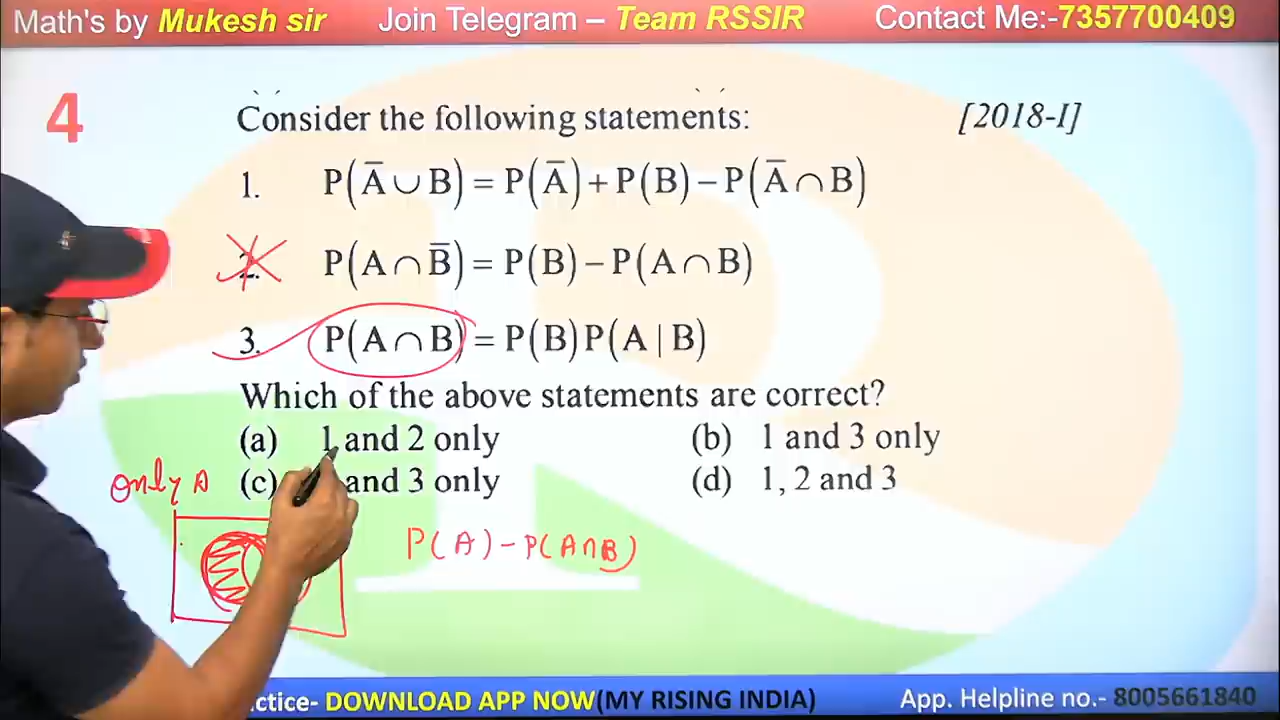 Math's by Mukesh sir Join Telegram – Team RSSIR Contact Me:-7357700409
4
Consider the following statements: [2018-I]
1. P(A̅∪B)=P(A̅)+P(B)−P(A̅∩B)
2. P(A∩B̅)=P(B)−P(A∩B)
3. P(A∩B)=P(B)P(A|B)
Which of the above statements are correct?
(a) 1 and 2 only (b) 1 and 3 only
(c) and 3 only (d) 1, 2 and 3
only A
P(A)−P(A∩B)
DOWNLOAD APP NOW(MY RISING INDIA) App. Helpline no.- 8005661840